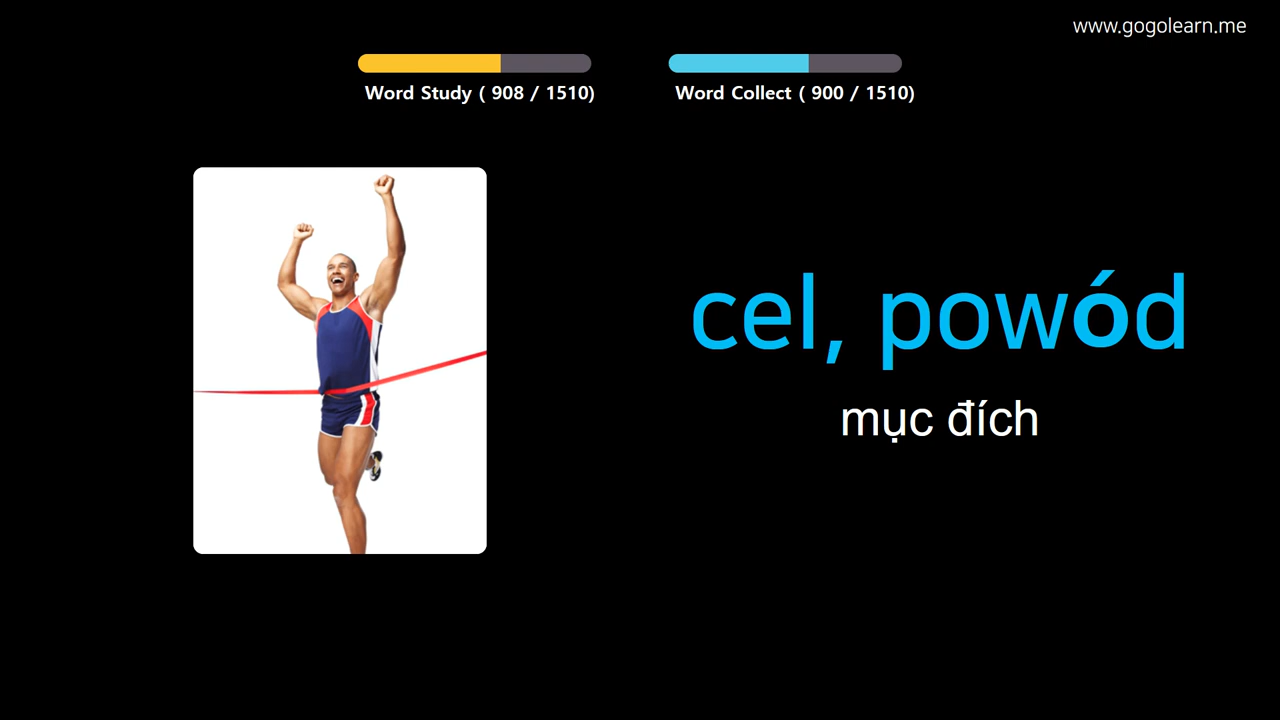 www.gogolearn.me
Word Study ( 908 / 1510)
Word Collect ( 900 / 1510)
cel, powód
mục đích